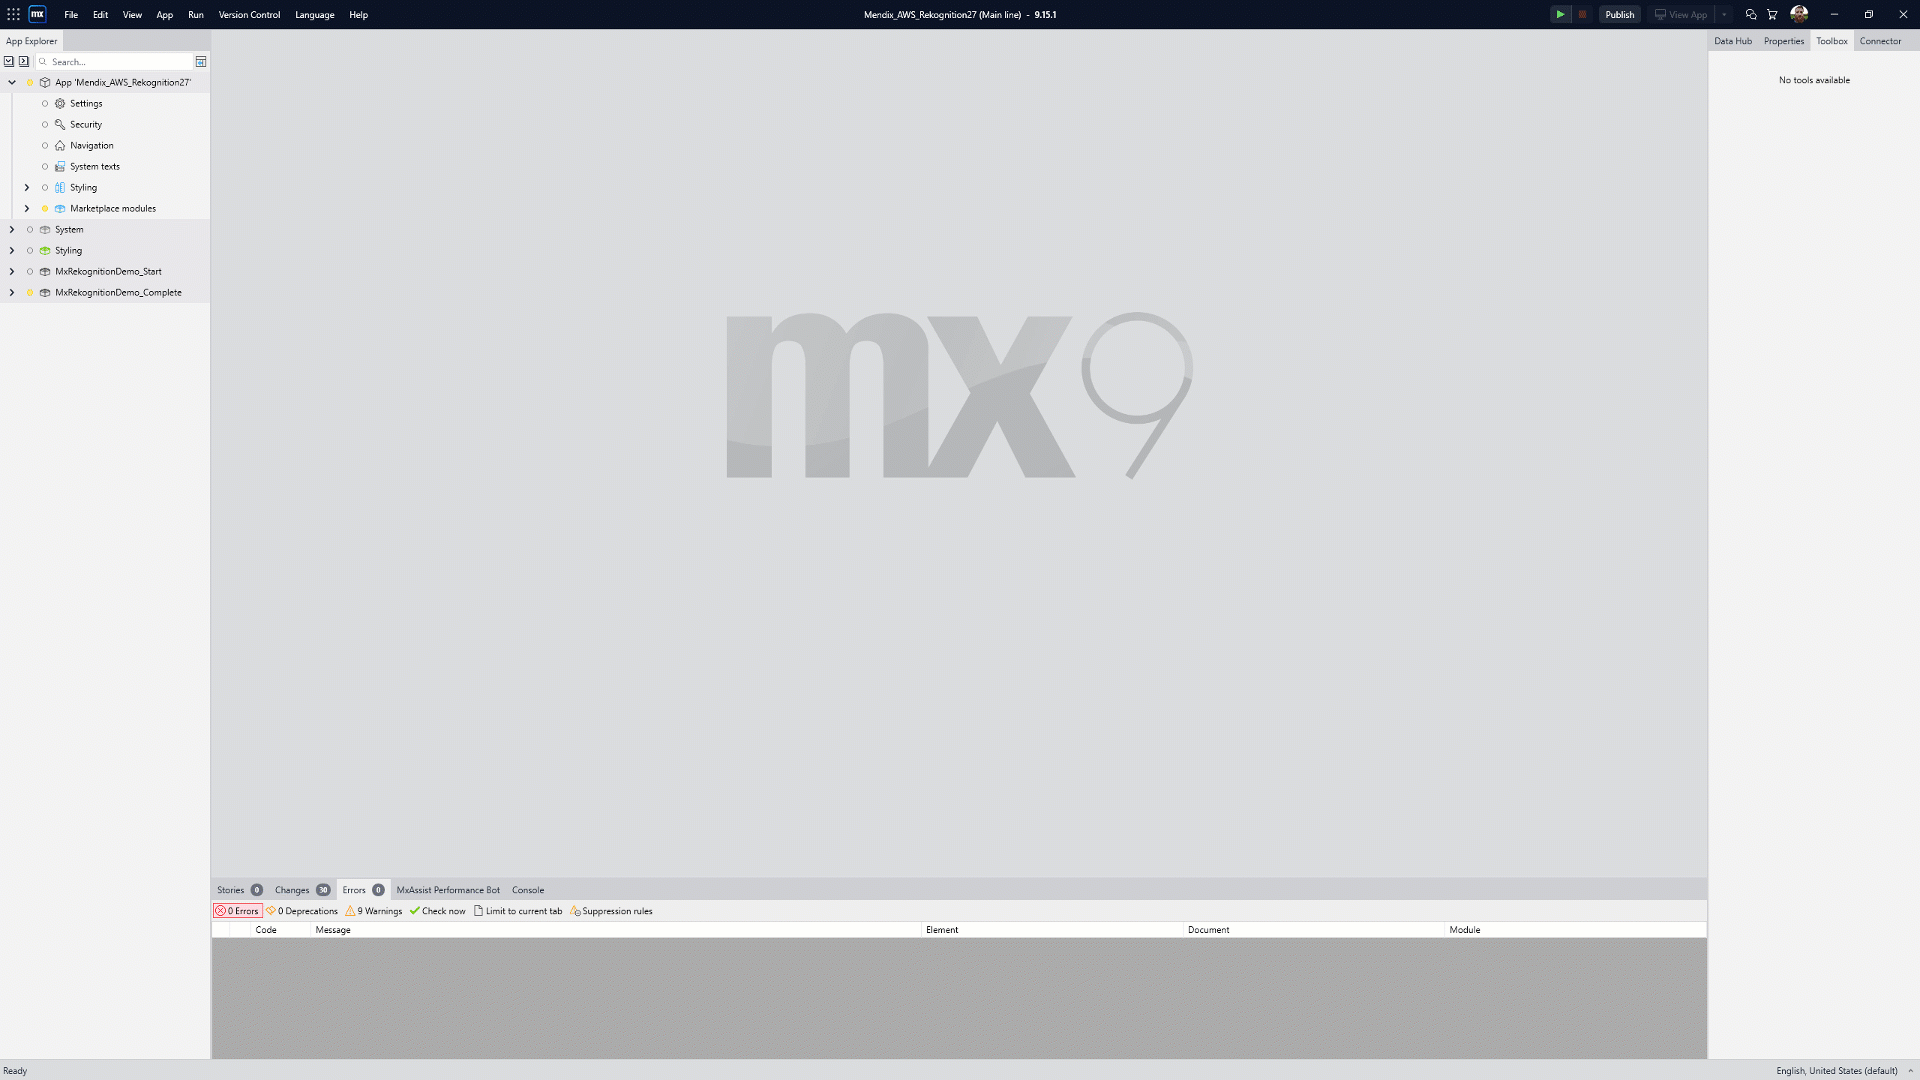 mx File Edit View App Run Version Control Language Help Mendix_AWS_Rekognition27 (Main line) - 9.15.1 Publish View App
App Explorer Data Hub Properties Toolbox Connector
Search...
App 'Mendix_AWS_Rekognition27' No tools available
Settings
Security
Navigation
System texts
Styling
Marketplace modules
System
Styling
MxRekognitionDemo_Start
MxRekognitionDemo_Complete
mx9
Stories 0 Changes 30 Errors 0 MxAssist Performance Bot Console
0 Errors 0 Deprecations 9 Warnings Check now Limit to current tab Suppression rules
Code Message Element Document Module
Ready English, United States (default)